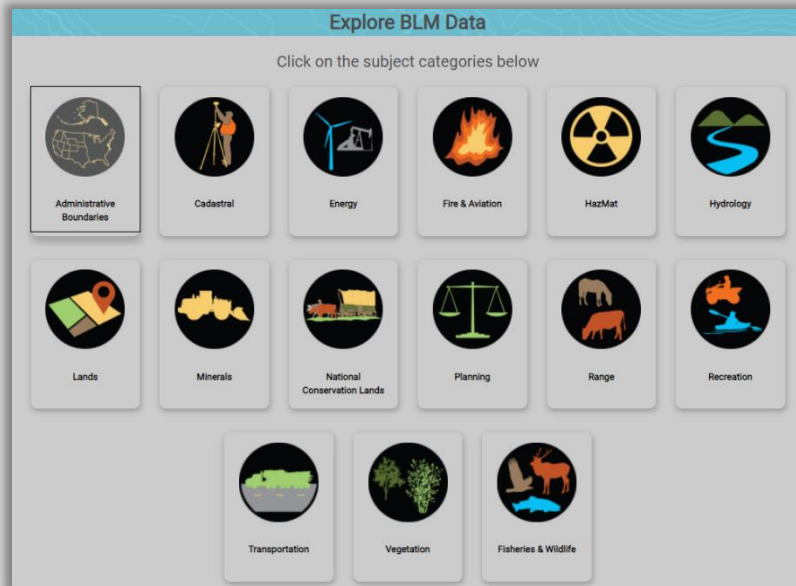 Explore BLM Data
Click on the subject categories below
Administrative
Boundaries
Cadastral
Energy
Fire & Aviation
HazMat
Hydrology
Lands
Minerals
National
Conservation Lands
Planning
Range
Recreation
Transportation
Vegetation
Fisheries & Wildlife